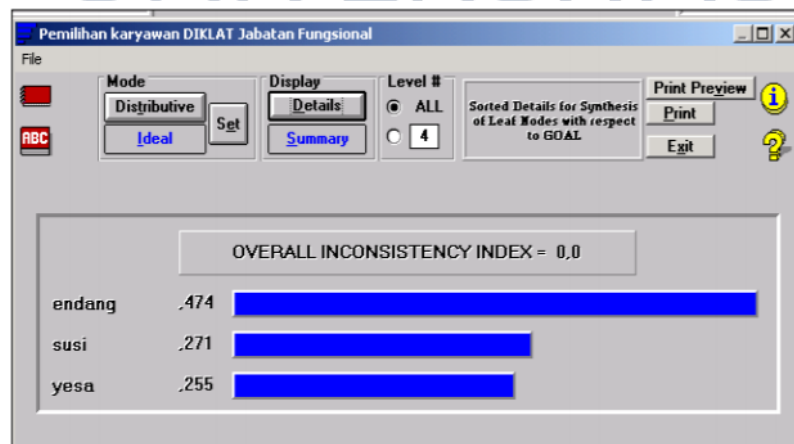 Pemilihan karyawan DIKLAT Jabatan Fungsional
File
Mode
Distributive
Ideal
Set
Display
Details
Summary
Level #
ALL
4
Sorted Details for Synthesis
of Leaf Nodes with respect
to GOAL
Print Preview
Print
Exit
ABC
OVERALL INCONSISTENCY INDEX = 0,0
endang ,474
susi ,271
yesa ,255